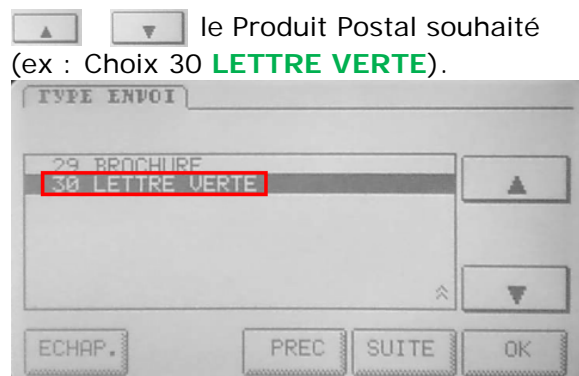 ▲ ▼ le Produit Postal souhaité
(ex : Choix 30 LETTRE VERTE).
TYPE ENVOI
29 BROCHURE
30 LETTRE VERTE
ECHAP. PREC SUITE OK